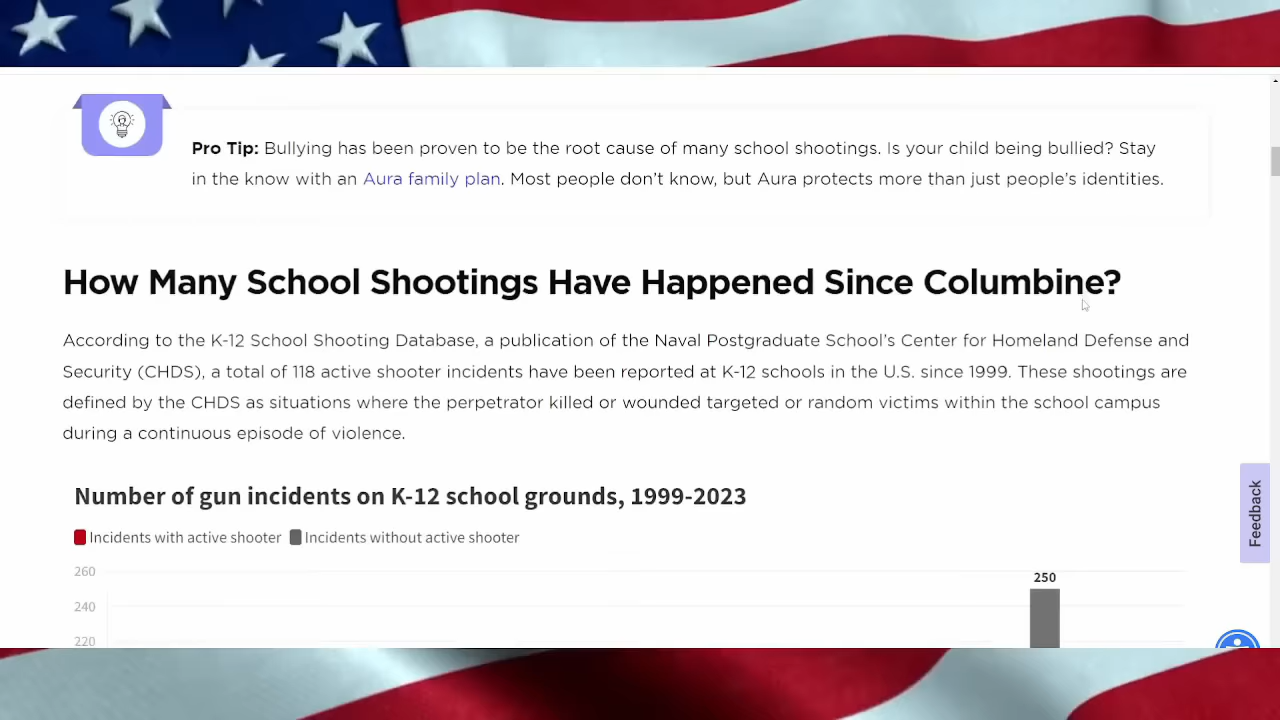 Pro Tip: Bullying has been proven to be the root cause of many school shootings. Is your child being bullied? Stay
in the know with an Aura family plan. Most people don't know, but Aura protects more than just people's identities.
How Many School Shootings Have Happened Since Columbine?
According to the K-12 School Shooting Database, a publication of the Naval Postgraduate School's Center for Homeland Defense and
Security (CHDS), a total of 118 active shooter incidents have been reported at K-12 schools in the U.S. since 1999. These shootings are
defined by the CHDS as situations where the perpetrator killed or wounded targeted or random victims within the school campus
during a continuous episode of violence.
Number of gun incidents on K-12 school grounds, 1999-2023
Incidents with active shooter Incidents without active shooter
260
250
240
220
Feedback